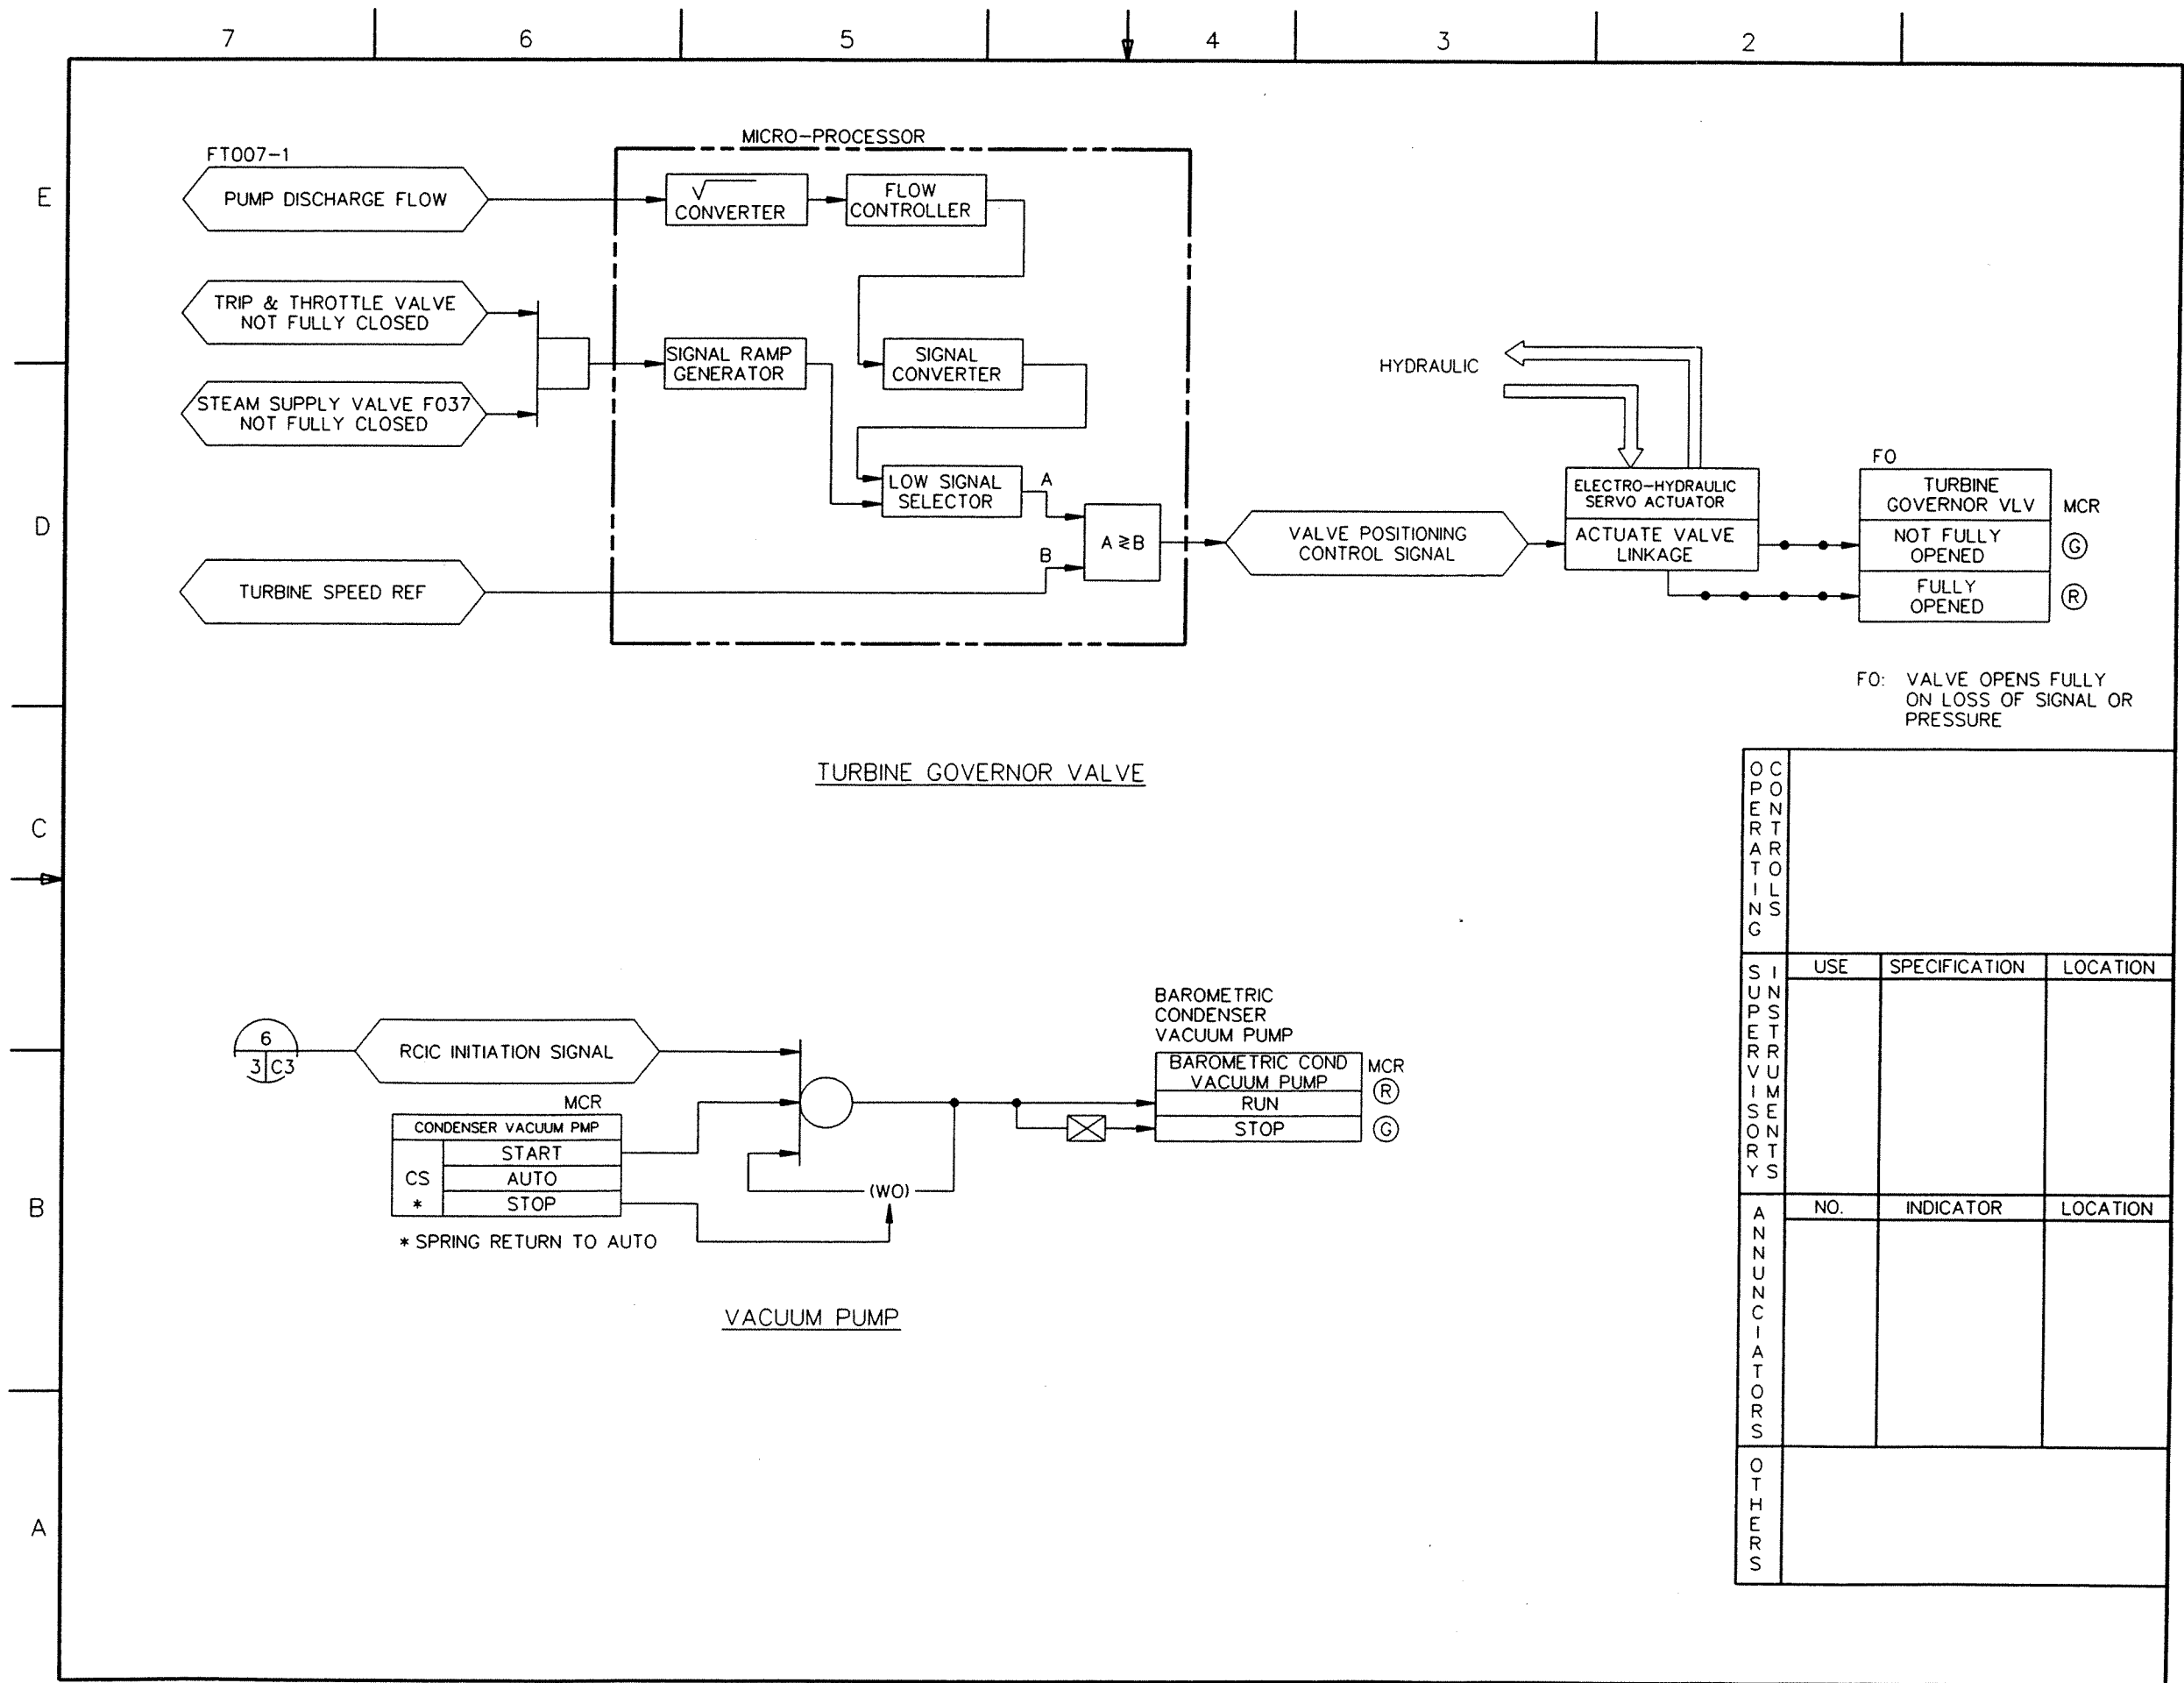 7 6 5 4 3 2
E
D
C
B
A
MICRO-PROCESSOR
FT007-1
PUMP DISCHARGE FLOW
√
CONVERTER
FLOW
CONTROLLER
TRIP & THROTTLE VALVE
NOT FULLY CLOSED
STEAM SUPPLY VALVE F037
NOT FULLY CLOSED
SIGNAL RAMP
GENERATOR
SIGNAL
CONVERTER
LOW SIGNAL
SELECTOR
A
B
A ≷ B
TURBINE SPEED REF
VALVE POSITIONING
CONTROL SIGNAL
HYDRAULIC
ELECTRO-HYDRAULIC
SERVO ACTUATOR
ACTUATE VALVE
LINKAGE
FO
TURBINE
GOVERNOR VLV
MCR
NOT FULLY
OPENED
G
FULLY
OPENED
R
FO: VALVE OPENS FULLY
ON LOSS OF SIGNAL OR
PRESSURE
TURBINE GOVERNOR VALVE
6
3 C3
RCIC INITIATION SIGNAL
MCR
CONDENSER VACUUM PMP
CS
*
START
AUTO
STOP
* SPRING RETURN TO AUTO
(WO)
BAROMETRIC
CONDENSER
VACUUM PUMP
BAROMETRIC COND
VACUUM PUMP
MCR
R
RUN
STOP
G
VACUUM PUMP
OPERATING
CONTROLS
SUPERVISORY
INSTRUMENTS
USE SPECIFICATION LOCATION
ANNUNCIATORS
NO. INDICATOR LOCATION
OTHERS